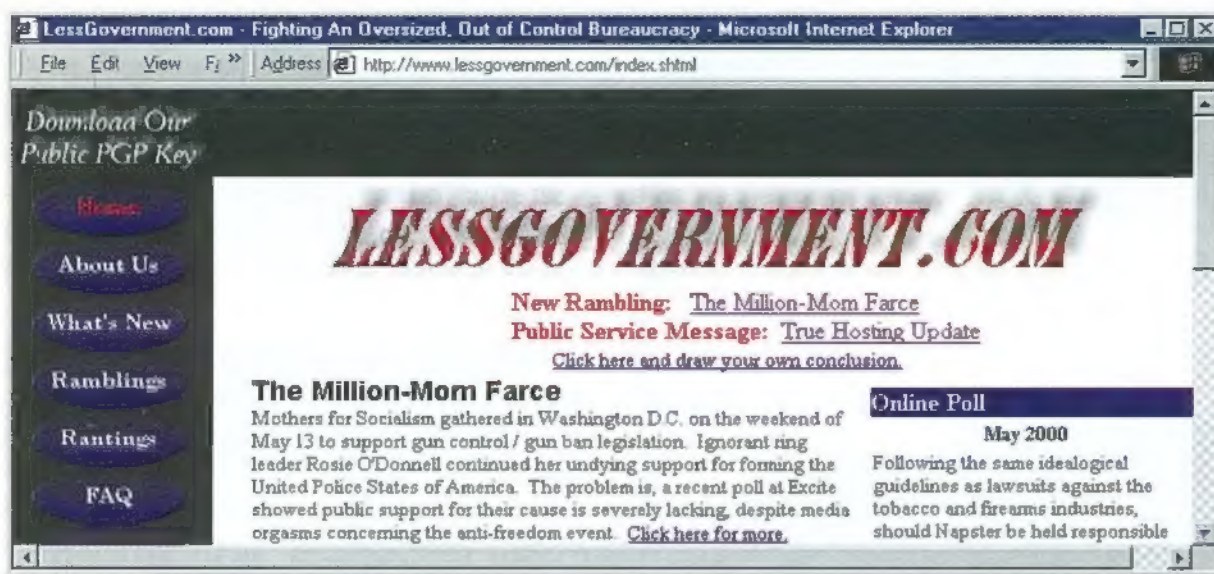 LessGovernment.com - Fighting An Oversized, Out of Control Bureaucracy - Microsoft Internet Explorer
File Edit View F » Address http://www.lessgovernment.com/index.shtml
Download Our
Public PGP Key
Home
About Us
What's New
Ramblings
Rantings
FAQ
LESSGOVERNMENT.COM
New Rambling: The Million-Mom Farce
Public Service Message: True Hosting Update
Click here and draw your own conclusion.
The Million-Mom Farce
Mothers for Socialism gathered in Washington D.C. on the weekend of
May 13 to support gun control / gun ban legislation. Ignorant ring
leader Rosie O'Donnell continued her undying support for forming the
United Police States of America. The problem is, a recent poll at Excite
showed public support for their cause is severely lacking, despite media
orgasms concerning the anti-freedom event. Click here for more.
Online Poll
May 2000
Following the same idealogical
guidelines as lawsuits against the
tobacco and firearms industries,
should Napster be held responsible